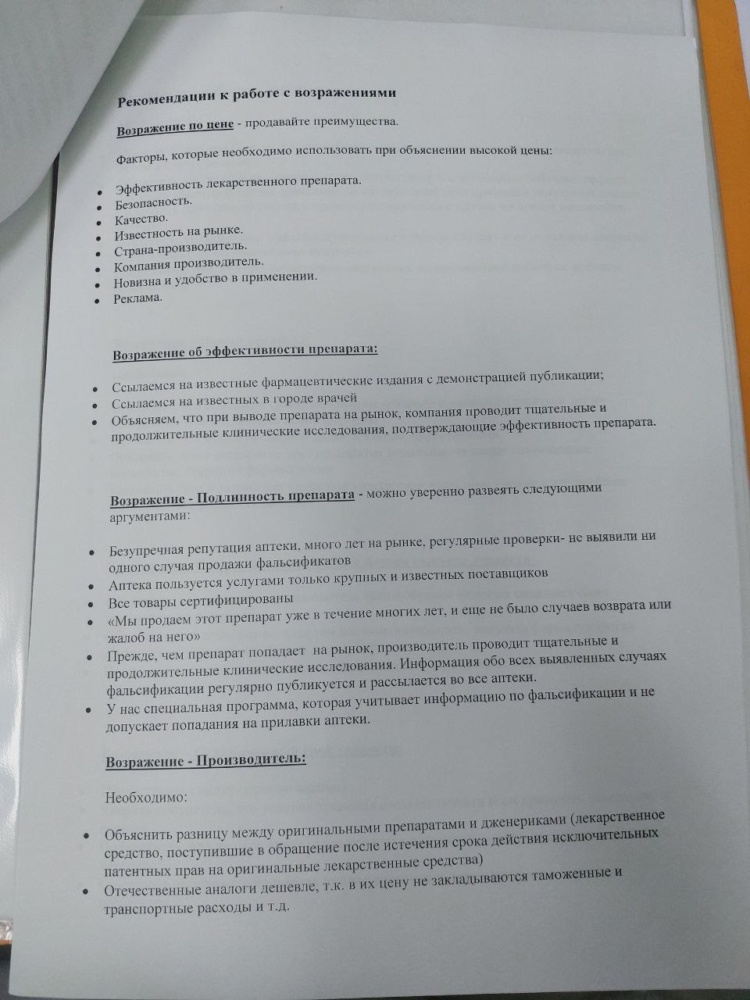 Рекомендации к работе с возражениями
Возражение по цене - продавайте преимущества.
Факторы, которые необходимо использовать при объяснении высокой цены:
• Эффективность лекарственного препарата.
• Безопасность.
• Качество.
• Известность на рынке.
• Страна-производитель.
• Компания производитель.
• Новизна и удобство в применении.
• Реклама.
Возражение об эффективности препарата:
• Ссылаемся на известные фармацевтические издания с демонстрацией публикации;
• Ссылаемся на известных в городе врачей
• Объясняем, что при выводе препарата на рынок, компания проводит тщательные и
продолжительные клинические исследования, подтверждающие эффективность препарата.
Возражение - Подлинность препарата - можно уверенно развеять следующими
аргументами:
• Безупречная репутация аптеки, много лет на рынке, регулярные проверки- не выявили ни
одного случая продажи фальсификатов
• Аптека пользуется услугами только крупных и известных поставщиков
• Все товары сертифицированы
• «Мы продаем этот препарат уже в течение многих лет, и еще не было случаев возврата или
жалоб на него»
• Прежде, чем препарат попадает на рынок, производитель проводит тщательные и
продолжительные клинические исследования. Информация обо всех выявленных случаях
фальсификации регулярно публикуется и рассылается во все аптеки.
• У нас специальная программа, которая учитывает информацию по фальсификации и не
допускает попадания на прилавки аптеки.
Возражение - Производитель:
Необходимо:
• Объяснить разницу между оригинальными препаратами и дженериками (лекарственное
средство, поступившие в обращение после истечения срока действия исключительных
патентных прав на оригинальные лекарственные средства)
• Отечественные аналоги дешевле, т.к. в их цену не закладываются таможенные и
транспортные расходы и т.д.